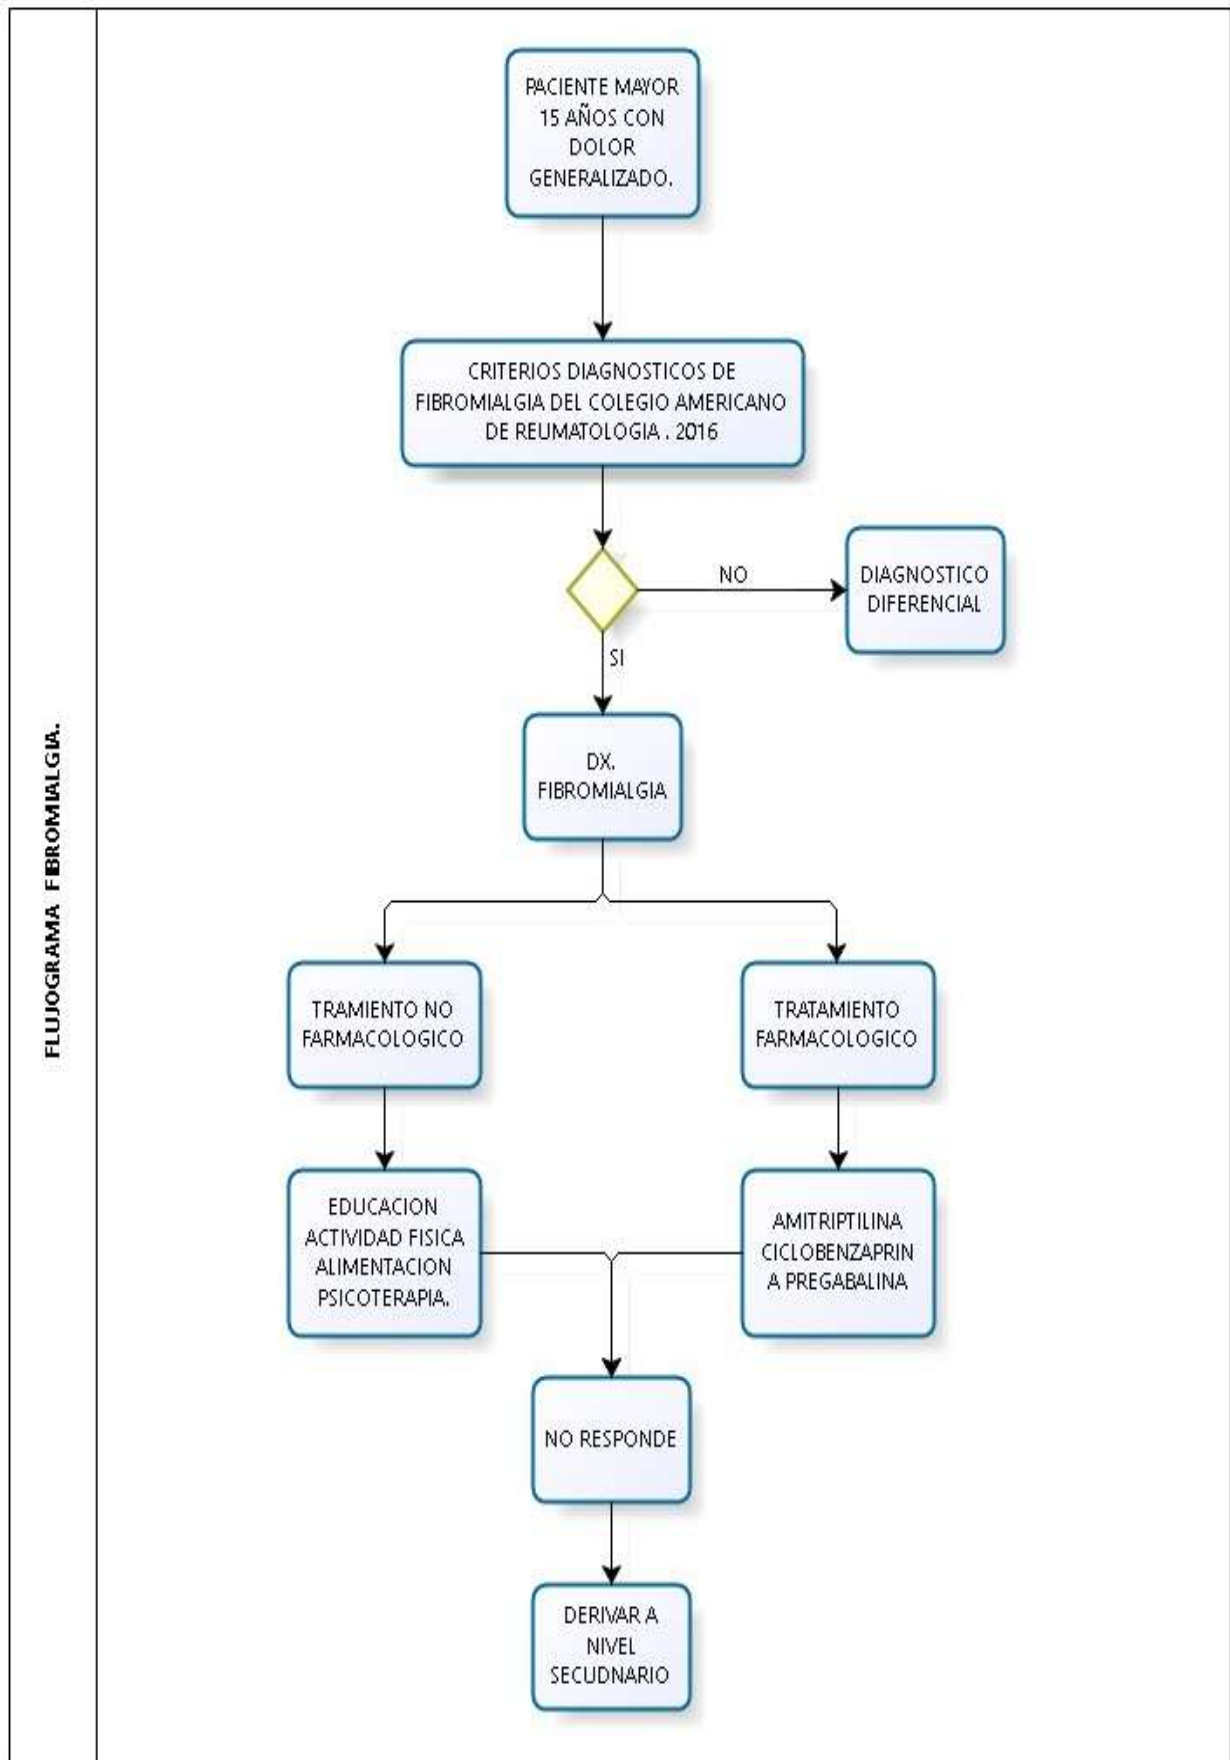 FLUJOGRAMA FIBROMIALGIA.
PACIENTE MAYOR
15 AÑOS CON
DOLOR
GENERALIZADO.
CRITERIOS DIAGNOSTICOS DE
FIBROMIALGIA DEL COLEGIO AMERICANO
DE REUMATOLOGIA . 2016
NO
DIAGNOSTICO
DIFERENCIAL
SI
DX.
FIBROMIALGIA
TRAMIENTO NO
FARMACOLOGICO
TRATAMIENTO
FARMACOLOGICO
EDUCACION
ACTIVIDAD FISICA
ALIMENTACION
PSICOTERAPIA.
AMITRIPTILINA
CICLOBENZAPRIN
A PREGABALINA
NO RESPONDE
DERIVAR A
NIVEL
SECUDNARIO